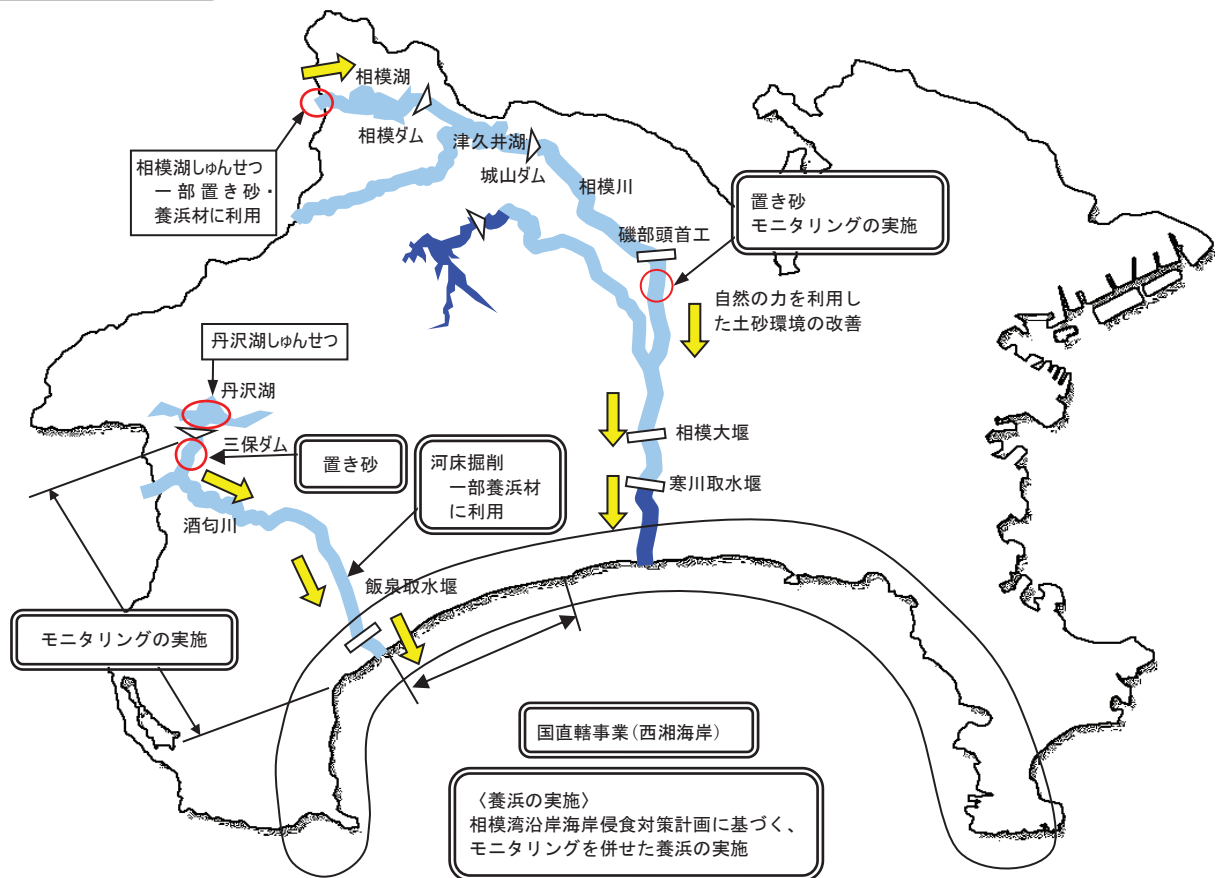 相模湖
相模ダム
津久井湖
城山ダム
相模川
相模湖しゅんせつ
一部置き砂・
養浜材に利用
置き砂
モニタリングの実施
磯部頭首工
自然の力を利用し
た土砂環境の改善
丹沢湖しゅんせつ
丹沢湖
三保ダム
置き砂
河床掘削
一部養浜材
に利用
相模大堰
寒川取水堰
酒匂川
飯泉取水堰
モニタリングの実施
国直轄事業(西湘海岸)
〈養浜の実施〉
相模湾沿岸海岸侵食対策計画に基づく、
モニタリングを併せた養浜の実施